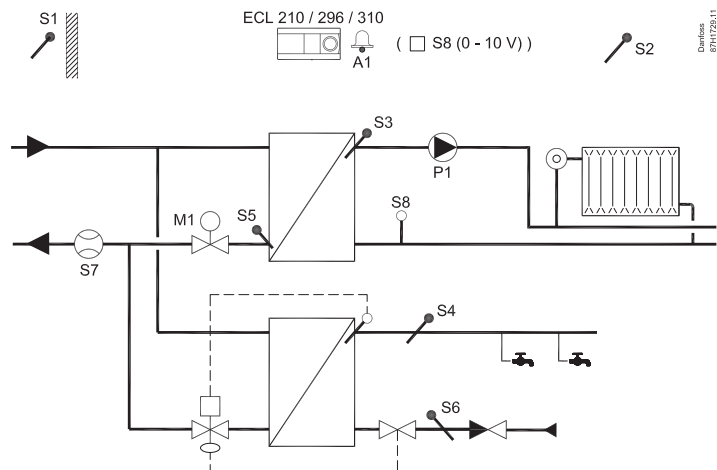 S1
ECL 210 / 296 / 310
A1
( S8 (0 - 10 V) )
S2
Danfoss
87H1729.11
S3
P1
M1
S5
S8
S7
S4
S6